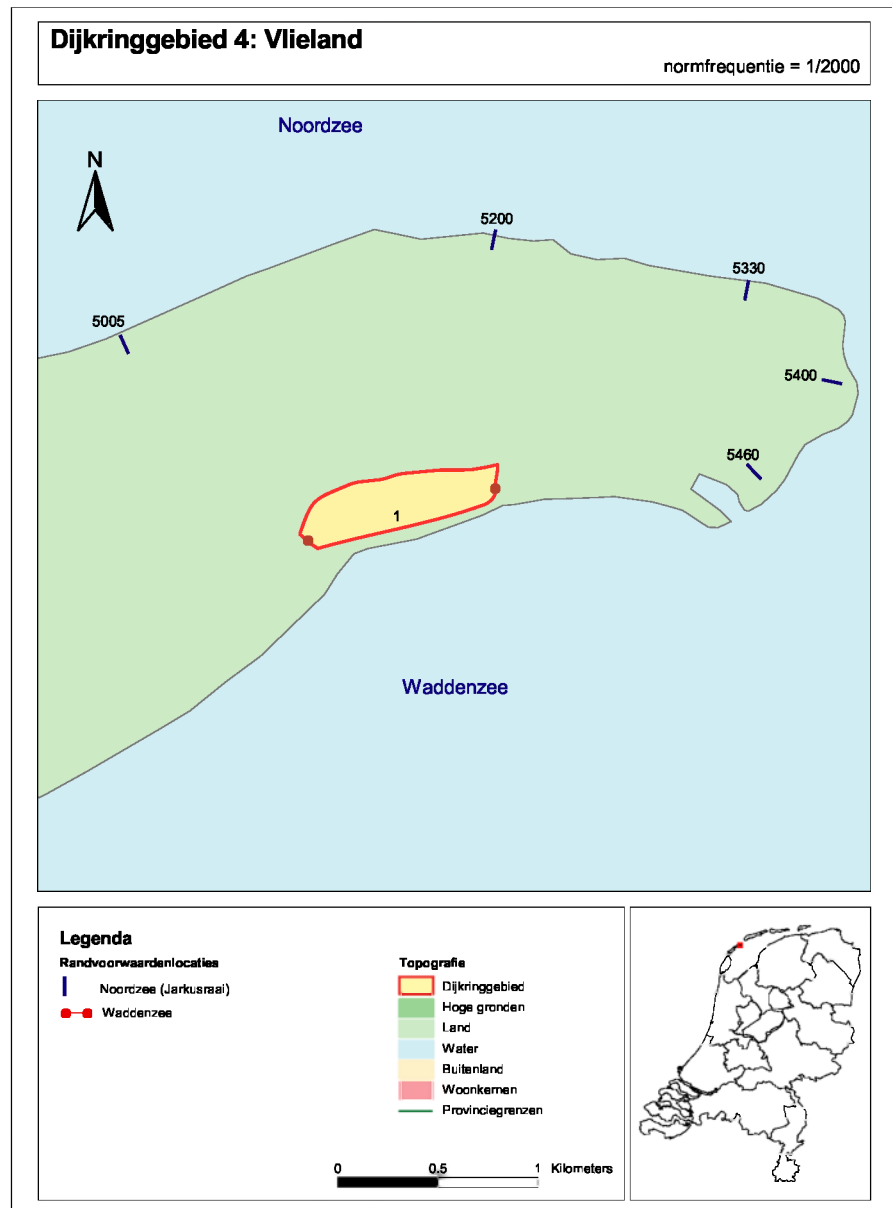 Dijkringgebied 4: Vlieland
normfrequentie = 1/2000
Noordzee
N
5200
5330
5005
5400
5460
1
Waddenzee
Legenda
Randvoorwaardenlocaties
Noordzee (Jarkusraai)
Waddenzee
Topografie
Dijkringgebied
Hoge gronden
Land
Water
Buitenland
Woonkernen
Provinciegrenzen
0 0.5 1 Kilometers